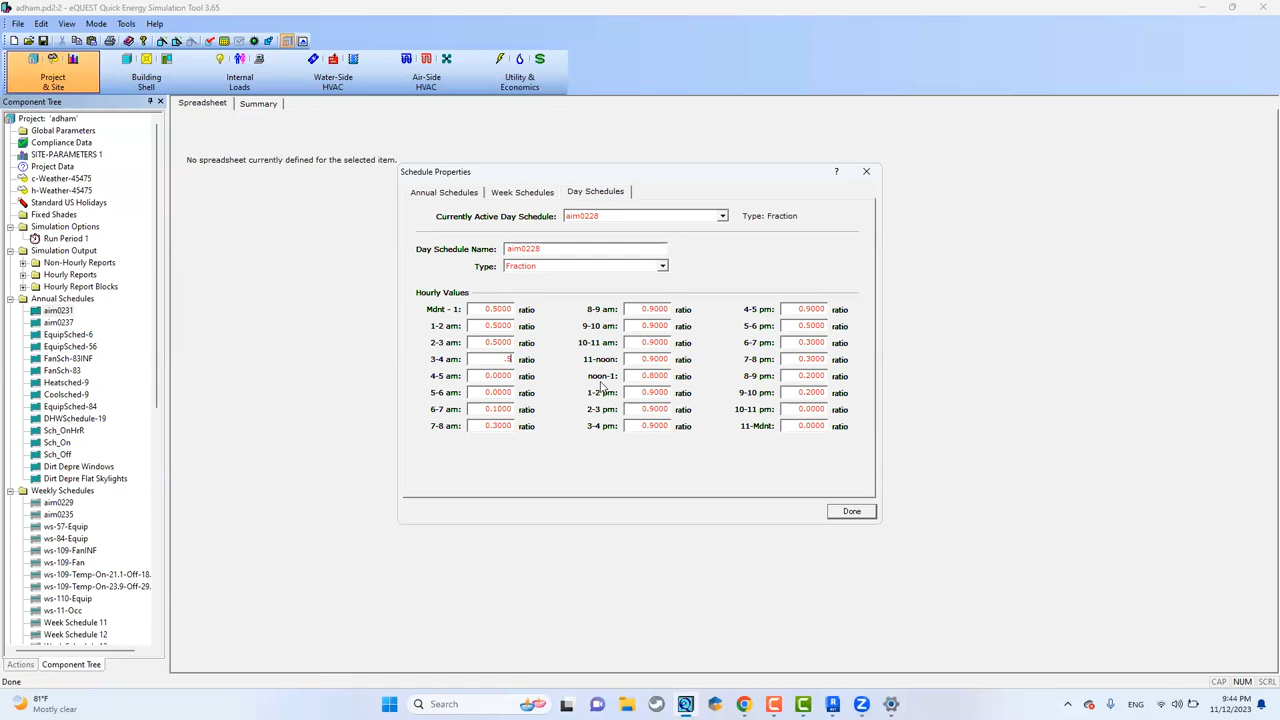 adham.pd2:2 - eQUEST Quick Energy Simulation Tool 3.65
File Edit View Mode Tools Help
Project & Site
Building Shell
Internal Loads
Water-Side HVAC
Air-Side HVAC
Utility & Economics
Component Tree
Spreadsheet Summary
No spreadsheet currently defined for the selected item.
Project: 'adham'
Global Parameters
Compliance Data
SITE-PARAMETERS 1
Project Data
c-Weather-45475
h-Weather-45475
Standard US Holidays
Fixed Shades
Simulation Options
Run Period 1
Simulation Output
Non-Hourly Reports
Hourly Reports
Hourly Report Blocks
Annual Schedules
aim0231
aim0237
EquipSched-6
FanSch-83INF
FanSch-83
Heatsched-9
Coolsched-9
EquipSched-84
DHWSchedule-19
Sch_OnHrR
Sch_On
Sch_Off
Dirt Depre Windows
Dirt Depre Flat Skylights
Weekly Schedules
aim0229
aim0235
ws-57-Equip
ws-84-Equip
ws-109-FanINF
ws-109-Fan
ws-109-Temp-On-21.1-Off-18.
ws-109-Temp-On-23.9-Off-29.
ws-110-Equip
ws-11-Occ
Week Schedule 11
Week Schedule 12
Actions Component Tree
Schedule Properties ?
Annual Schedules Week Schedules Day Schedules
Currently Active Day Schedule: aim0228 Type: Fraction
Day Schedule Name: aim0228
Type: Fraction
Hourly Values
Mdnt - 1: 0.5000 ratio 8-9 am: 0.9000 ratio 4-5 pm: 0.9000 ratio
1-2 am: 0.5000 ratio 9-10 am: 0.9000 ratio 5-6 pm: 0.5000 ratio
2-3 am: 0.5000 ratio 10-11 am: 0.9000 ratio 6-7 pm: 0.3000 ratio
3-4 am: .5 ratio 11-noon: 0.9000 ratio 7-8 pm: 0.3000 ratio
4-5 am: 0.0000 ratio noon-1: 0.8000 ratio 8-9 pm: 0.2000 ratio
5-6 am: 0.0000 ratio 1-2 pm: 0.9000 ratio 9-10 pm: 0.2000 ratio
6-7 am: 0.1000 ratio 2-3 pm: 0.9000 ratio 10-11 pm: 0.0000 ratio
7-8 am: 0.3000 ratio 3-4 pm: 0.9000 ratio 11-Mdnt: 0.0000 ratio
Done
Done CAP NUM SCRL
81°F
Mostly clear
Search
9:44 PM
11/12/2023